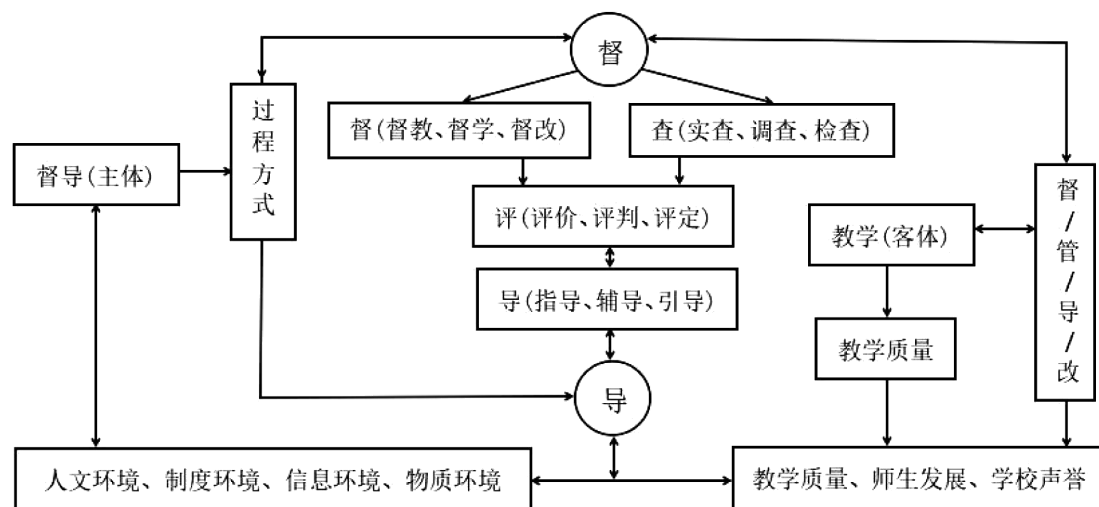 督
过程方式
督(督教、督学、督改)
查(实查、调查、检查)
督导(主体)
督/管/导/改
评(评价、评判、评定)
教学(客体)
导(指导、辅导、引导)
教学质量
导
人文环境、制度环境、信息环境、物质环境
教学质量、师生发展、学校声誉